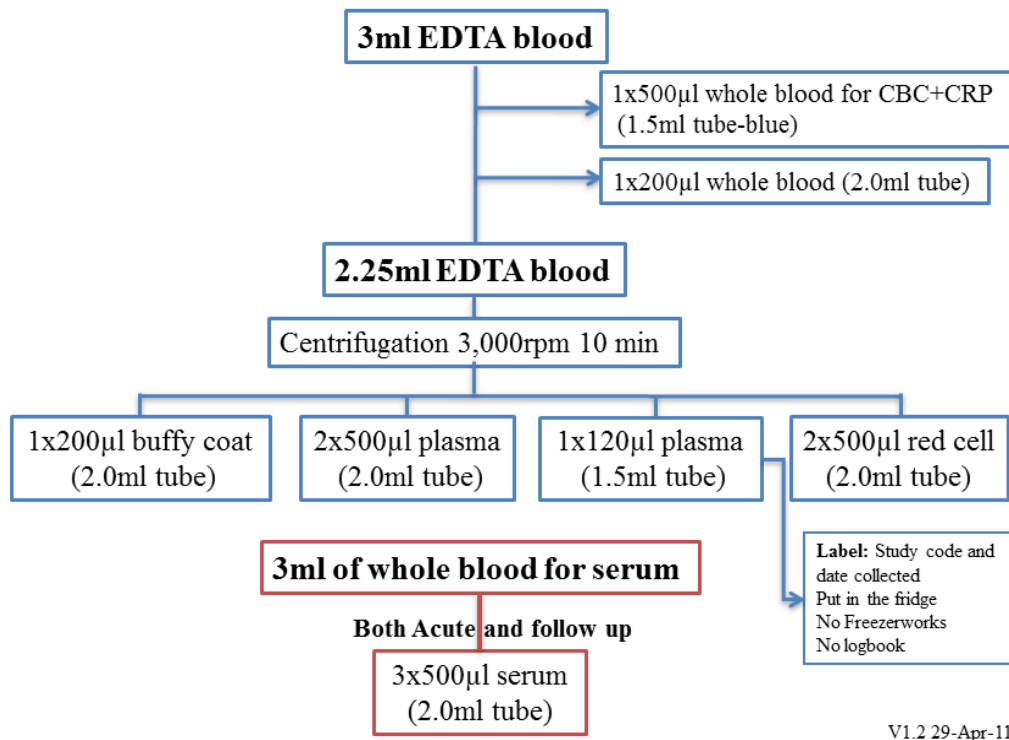 3ml EDTA blood
1x500µl whole blood for CBC+CRP
(1.5ml tube-blue)
1x200µl whole blood (2.0ml tube)
2.25ml EDTA blood
Centrifugation 3,000rpm 10 min
1x200µl buffy coat
(2.0ml tube)
2x500µl plasma
(2.0ml tube)
1x120µl plasma
(1.5ml tube)
2x500µl red cell
(2.0ml tube)
Label: Study code and
date collected
Put in the fridge
No Freezerworks
No logbook
3ml of whole blood for serum
Both Acute and follow up
3x500µl serum
(2.0ml tube)
V1.2 29-Apr-11